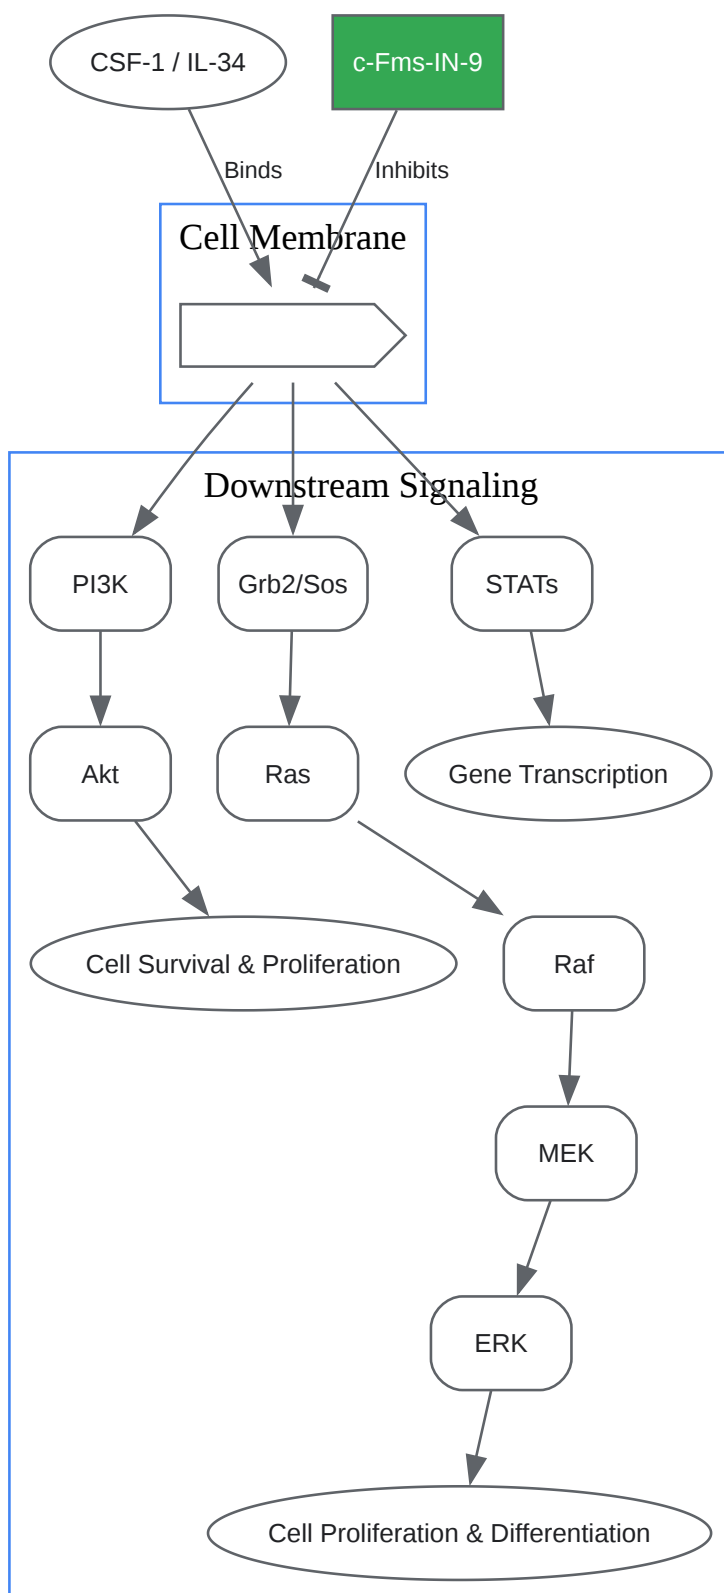 CSF-1 / IL-34
c-Fms-IN-9
Binds
Inhibits
Cell Membrane
Downstream Signaling
PI3K
Grb2/Sos
STATs
Akt
Ras
Gene Transcription
Cell Survival & Proliferation
Raf
MEK
ERK
Cell Proliferation & Differentiation